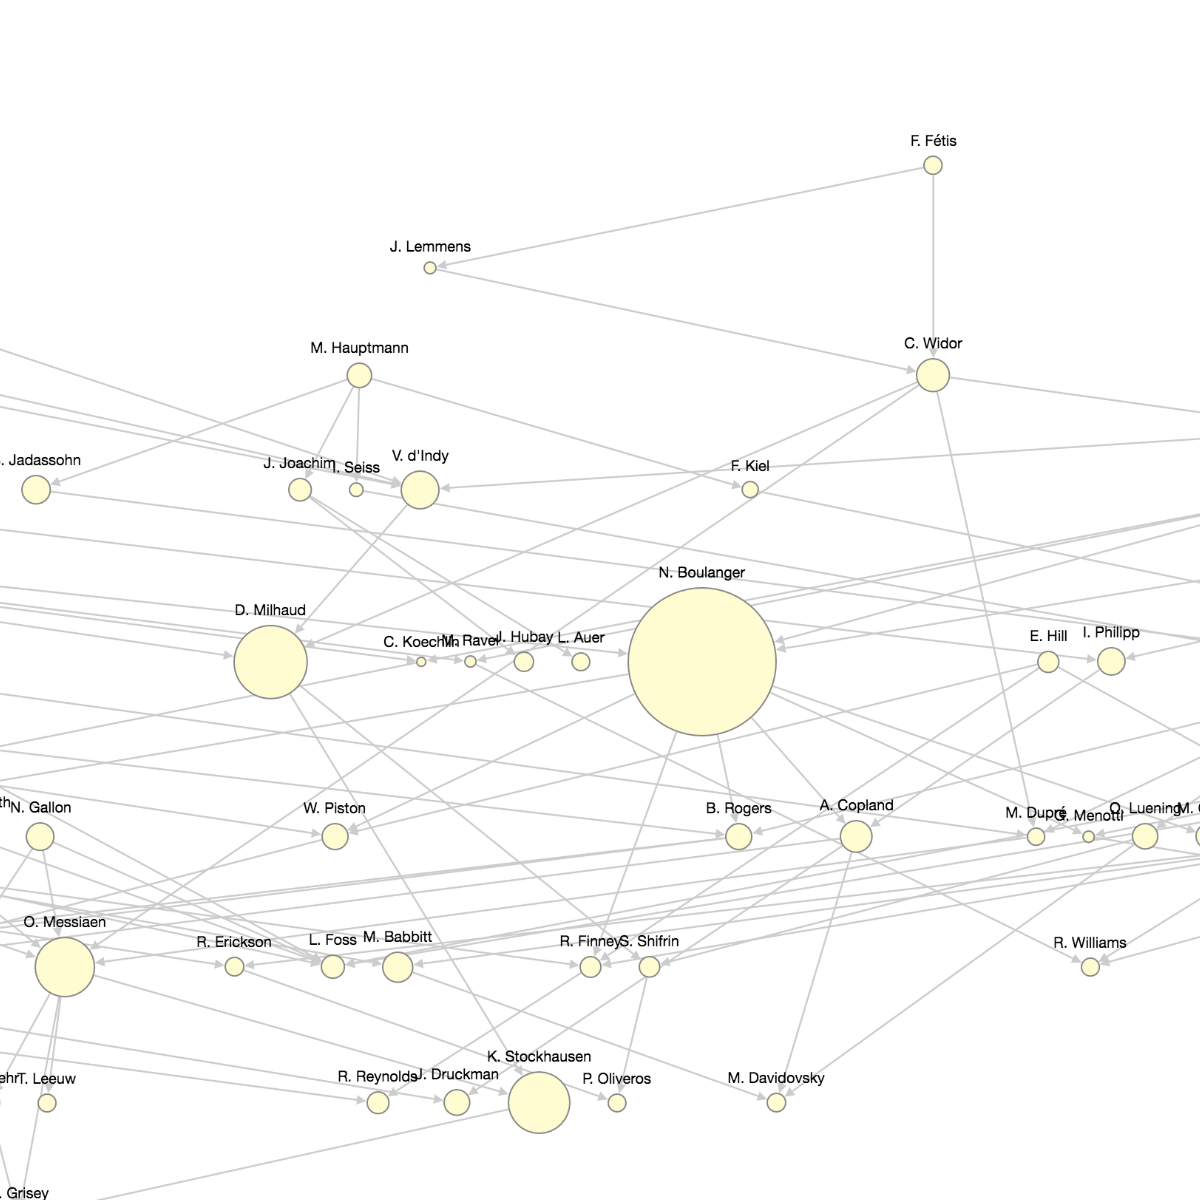 F. Fétis
J. Lemmens
C. Widor
M. Hauptmann
. Jadassohn
J. Joachim
I. Seiss
V. d'Indy
F. Kiel
N. Boulanger
D. Milhaud
C. Koechlin
M. Ravel
J. Hubay
L. Auer
E. Hill
I. Philipp
th
N. Gallon
W. Piston
B. Rogers
A. Copland
M. Dupré
G. Menotti
O. Luening
M.
O. Messiaen
R. Erickson
L. Foss
M. Babbitt
R. Finney
S. Shifrin
R. Williams
ehr
T. Leeuw
R. Reynolds
J. Druckman
K. Stockhausen
P. Oliveros
M. Davidovsky
. Grisey